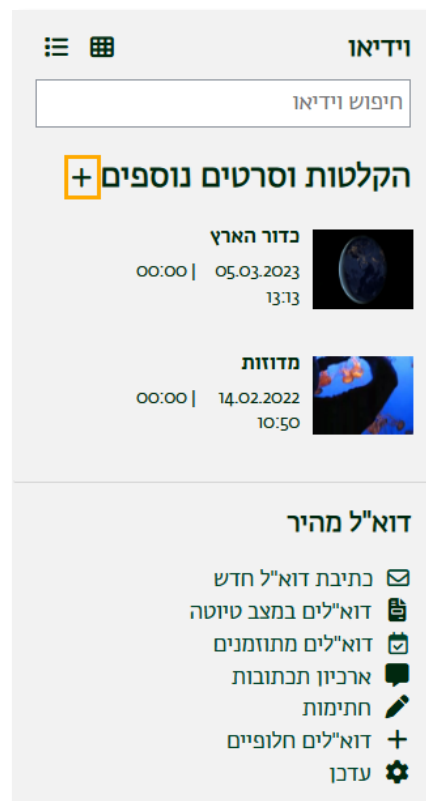 וידיאו
חיפוש וידיאו
הקלטות וסרטים נוספים +
כדור הארץ
05.03.2023 | 00:00
13:13
מדוזות
14.02.2022 | 00:00
10:50
דוא"ל מהיר
כתיבת דוא"ל חדש
דוא"לים במצב טיוטה
דוא"לים מתוזמנים
ארכיון תכתובות
חתימות
דוא"לים חלופיים
עדכן